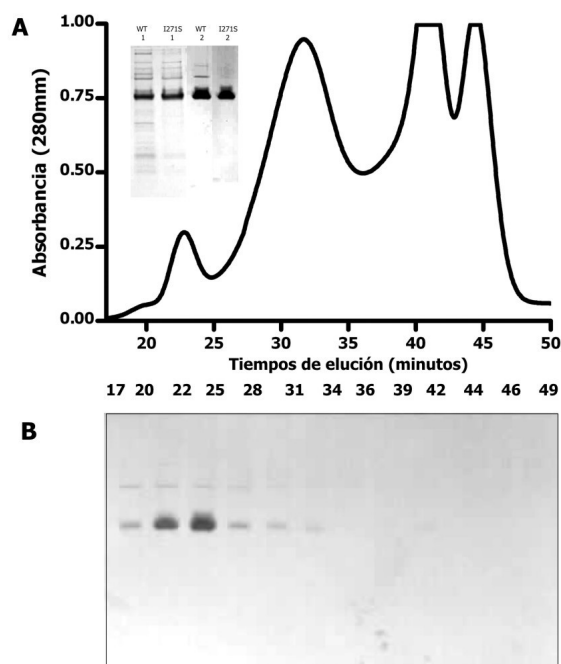 A
WT I271S WT I271S
1 1 2 2
1.00
0.75
0.50
0.25
0.00
Absorbancia (280mm)
20 25 30 35 40 45 50
Tiempos de elución (minutos)
17 20 22 25 28 31 34 36 39 42 44 46 49
B